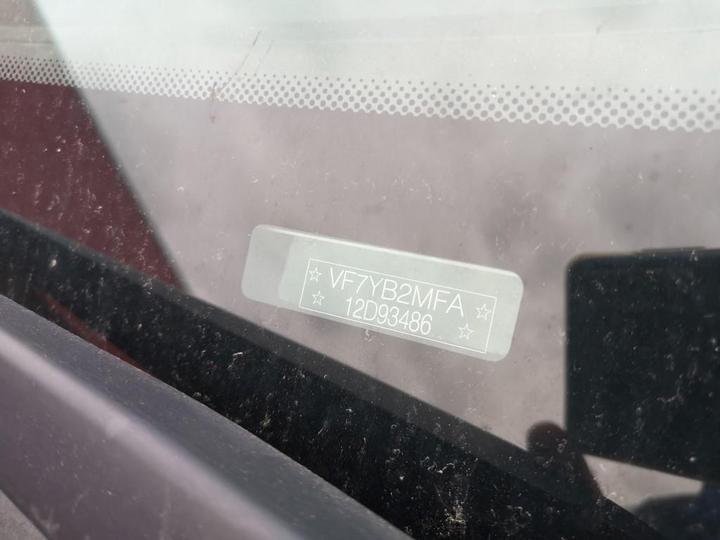 ☆ VF7YB2MFA ☆
☆ 12D93486 ☆